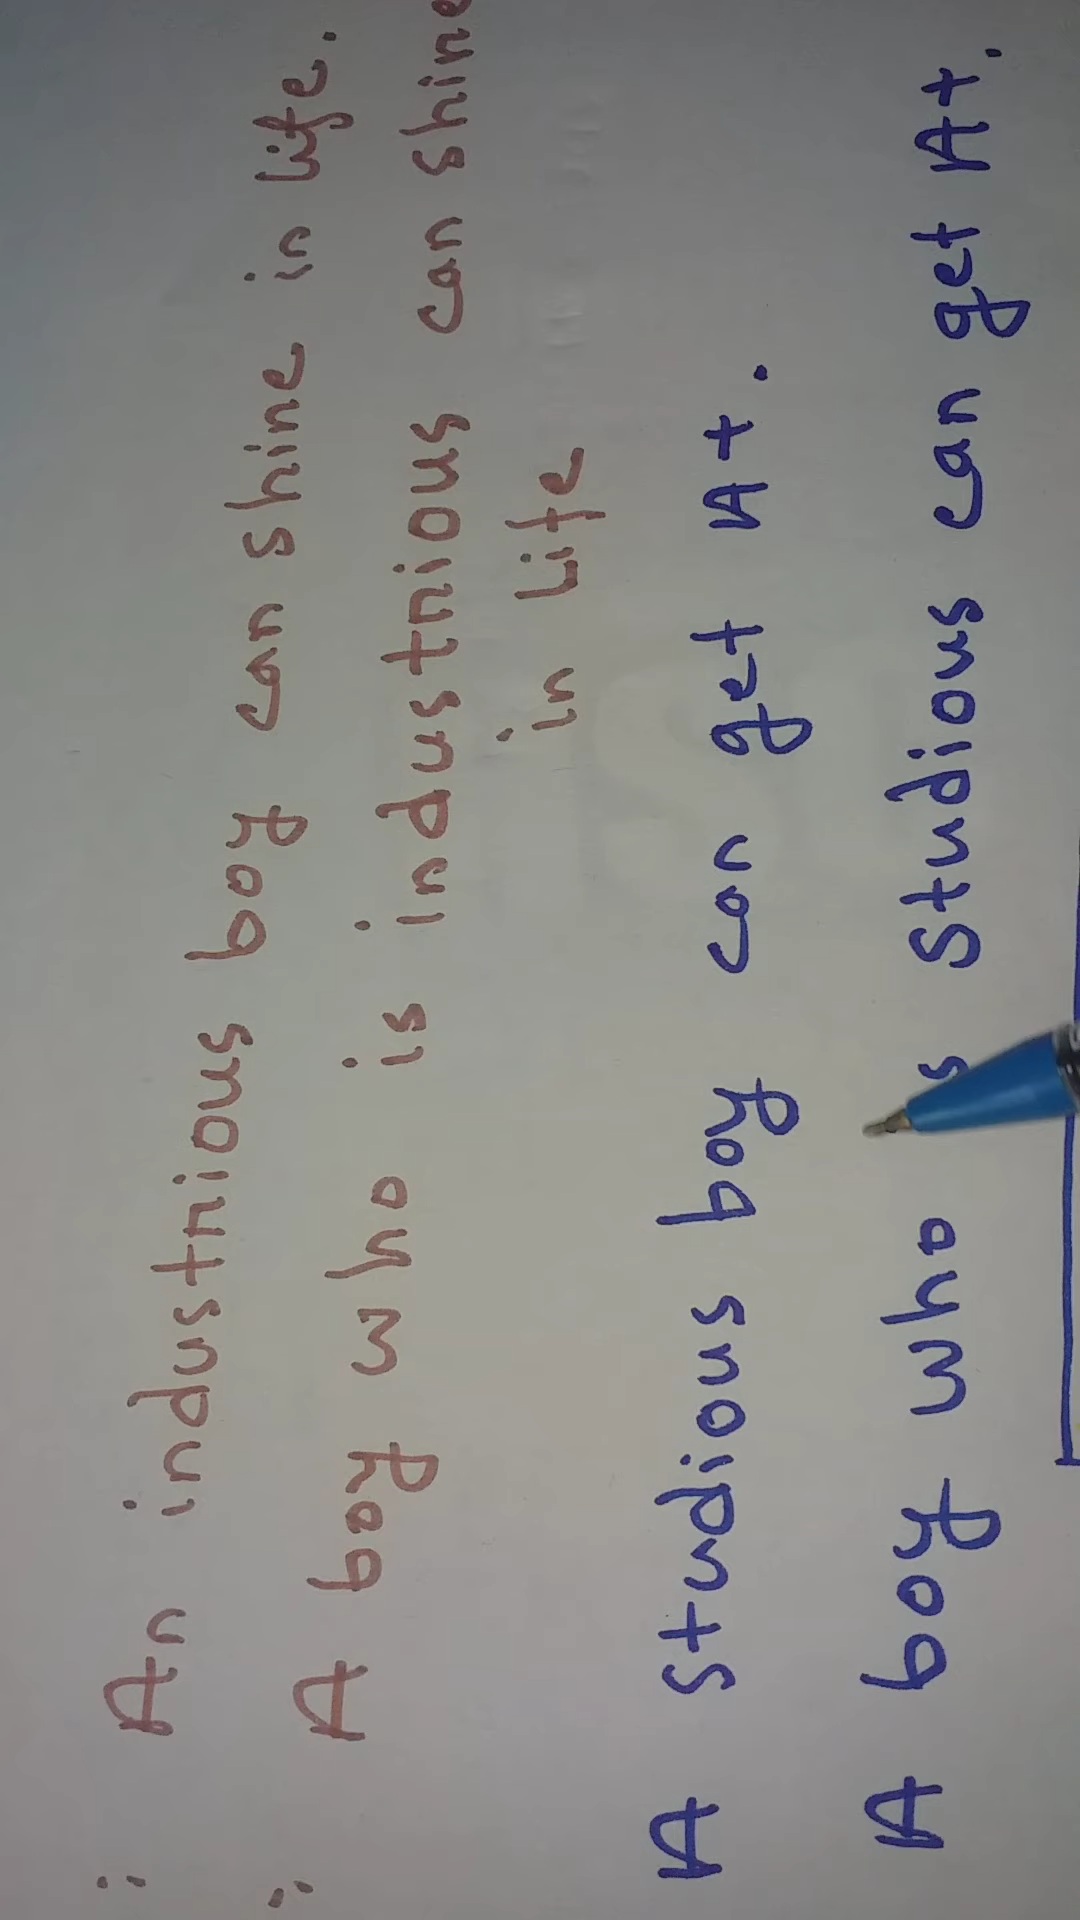 : An industrious boy can shine in life.
: A boy who is industrious can shine
in life
A studious boy can get A+.
A boy who is studious can get A+.